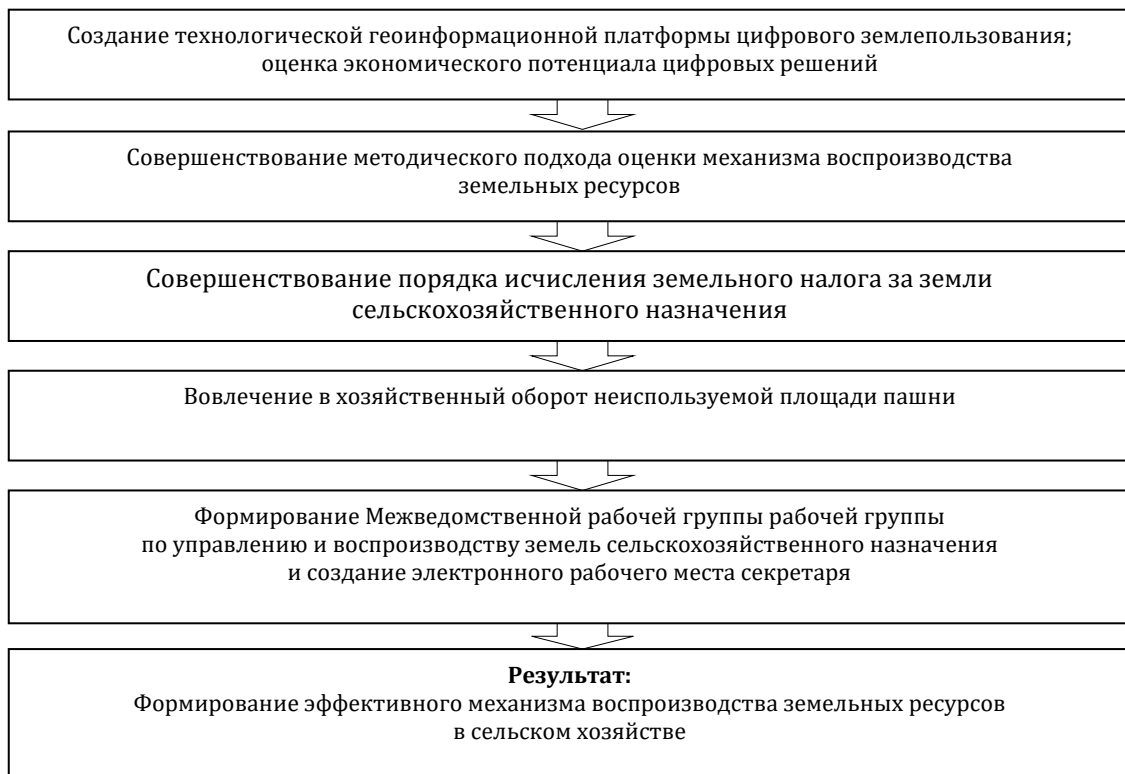 Создание технологической геоинформационной платформы цифрового землепользования;
оценка экономического потенциала цифровых решений
Совершенствование методического подхода оценки механизма воспроизводства
земельных ресурсов
Совершенствование порядка исчисления земельного налога за земли
сельскохозяйственного назначения
Вовлечение в хозяйственный оборот неиспользуемой площади пашни
Формирование Межведомственной рабочей группы рабочей группы
по управлению и воспроизводству земель сельскохозяйственного назначения
и создание электронного рабочего места секретаря
Результат:
Формирование эффективного механизма воспроизводства земельных ресурсов
в сельском хозяйстве